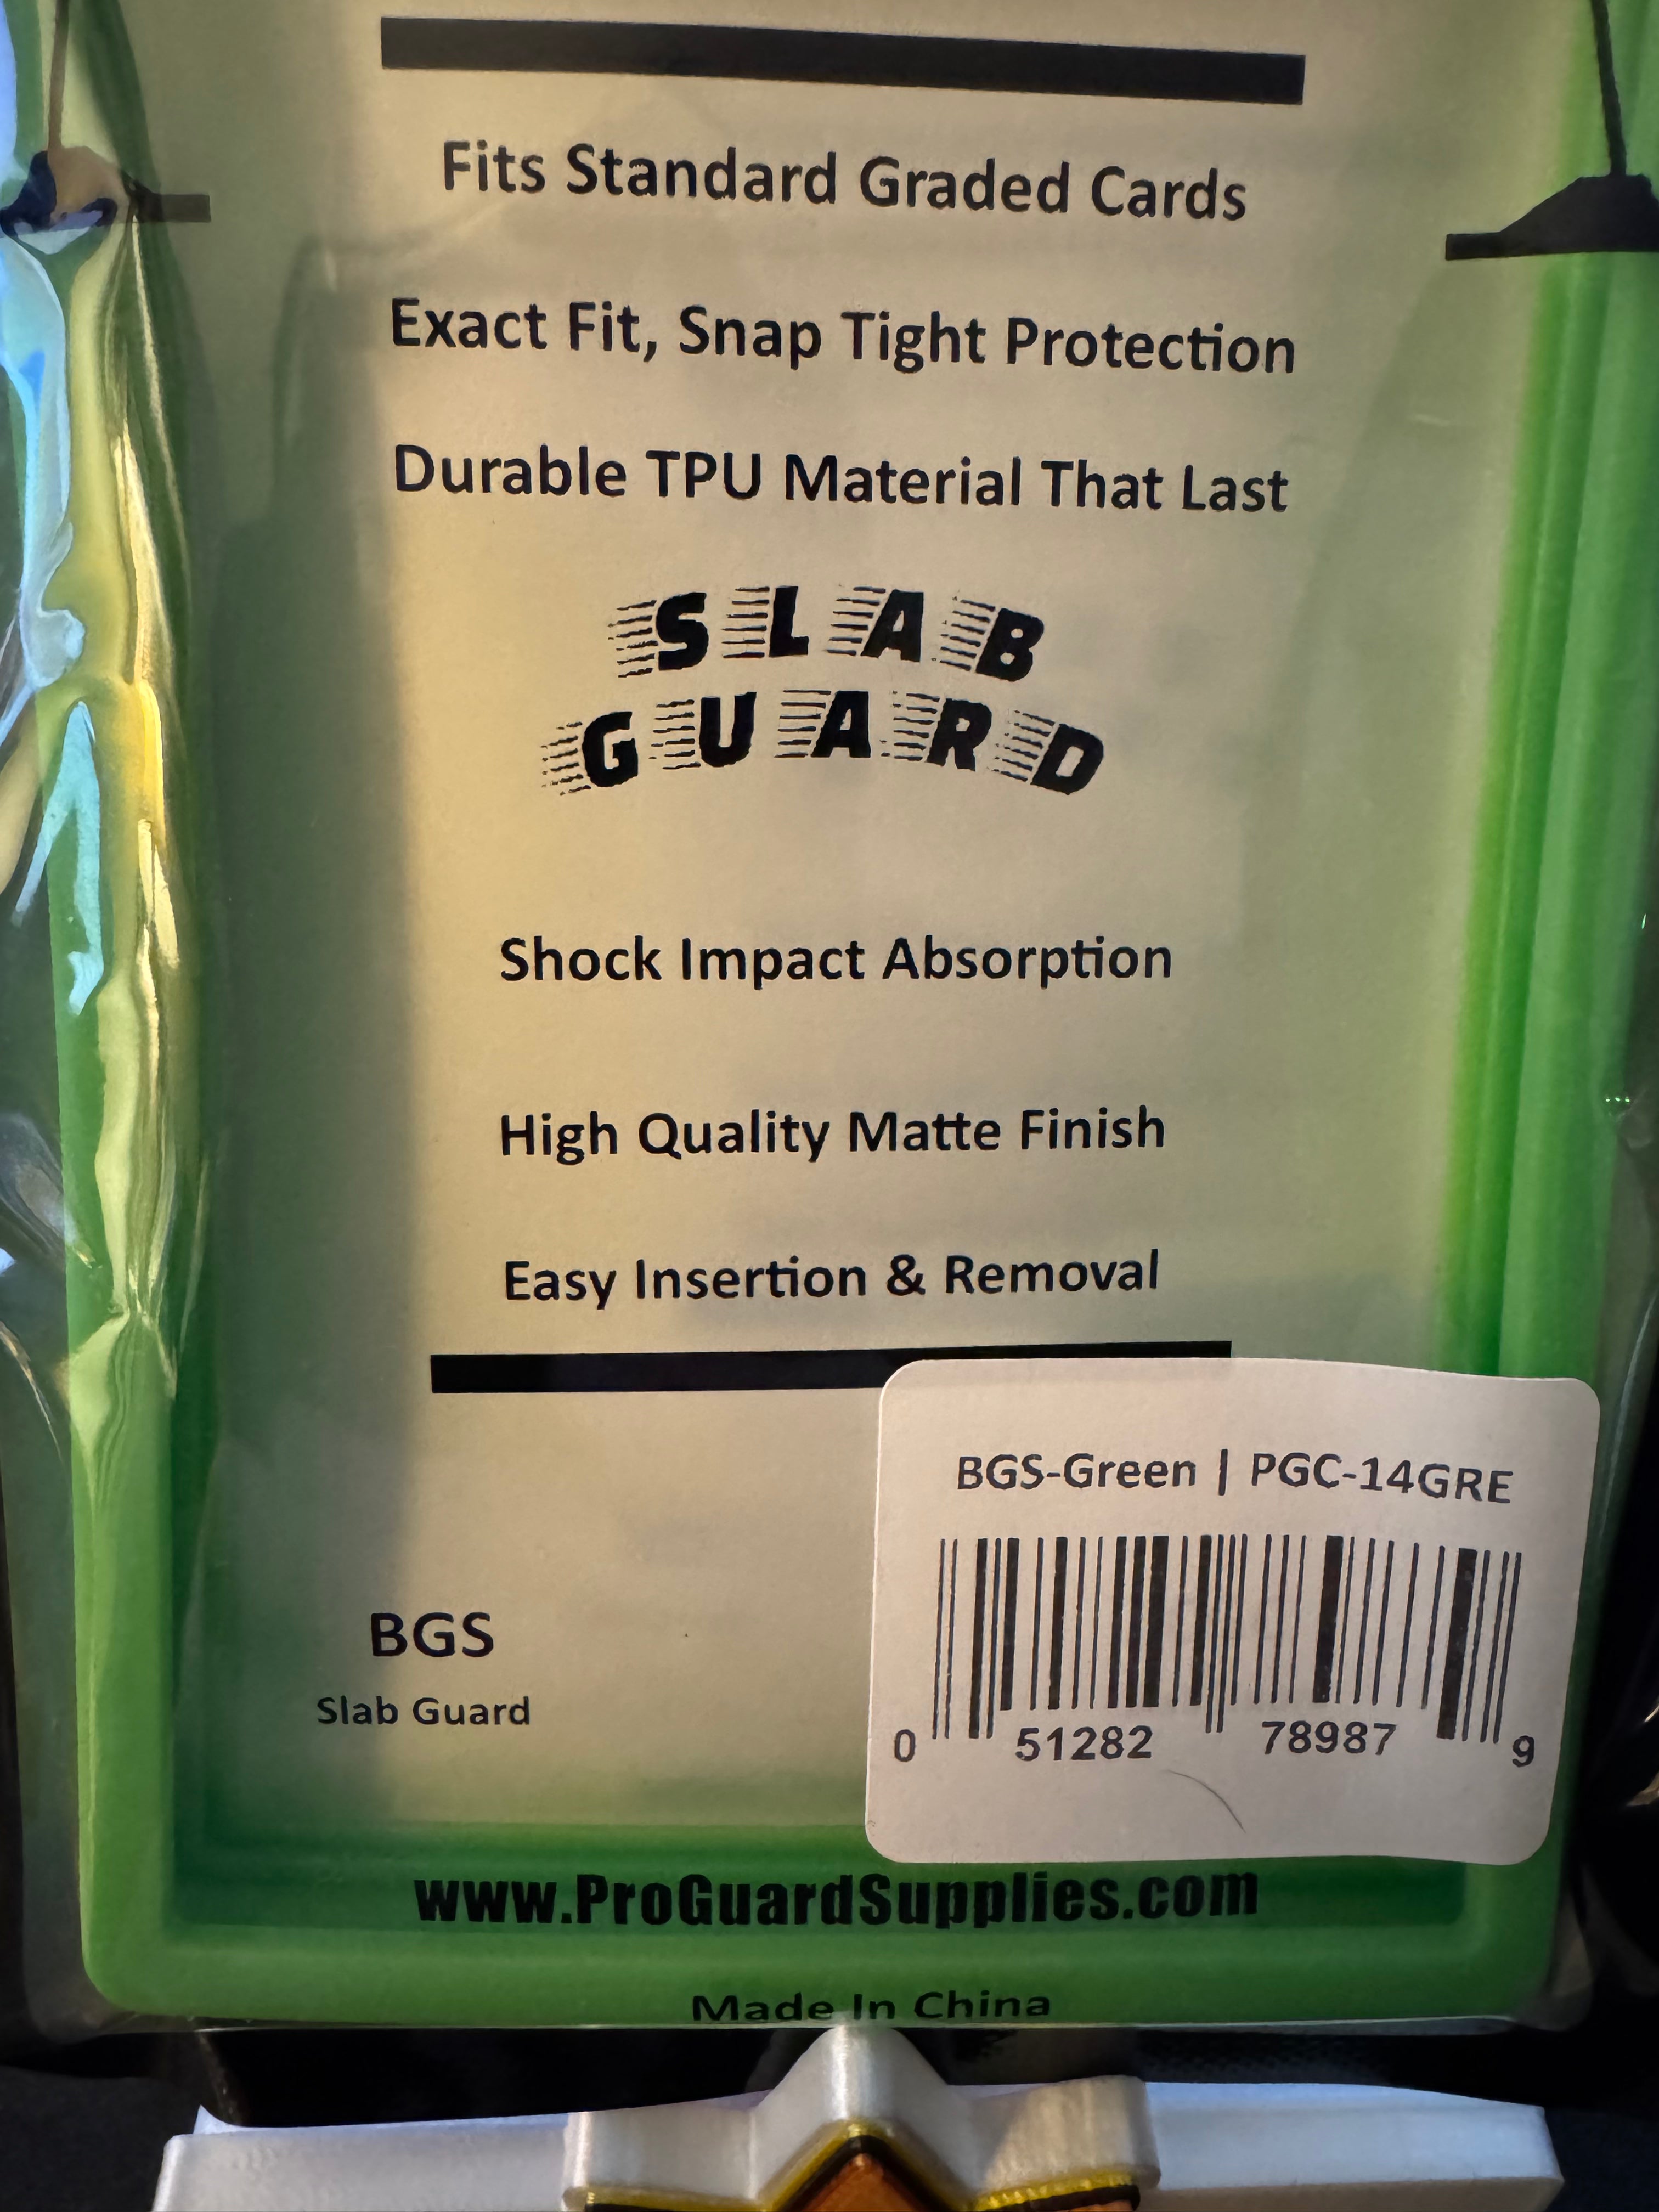 Fits Standard Graded Cards
Exact Fit, Snap Tight Protection
Durable TPU Material That Last
SLAB
GUARD
Shock Impact Absorption
High Quality Matte Finish
Easy Insertion & Removal
BGS-Green | PGC-14GRE
0 51282 78987 9
BGS
Slab Guard
www.ProGuardSupplies.com
Made In China